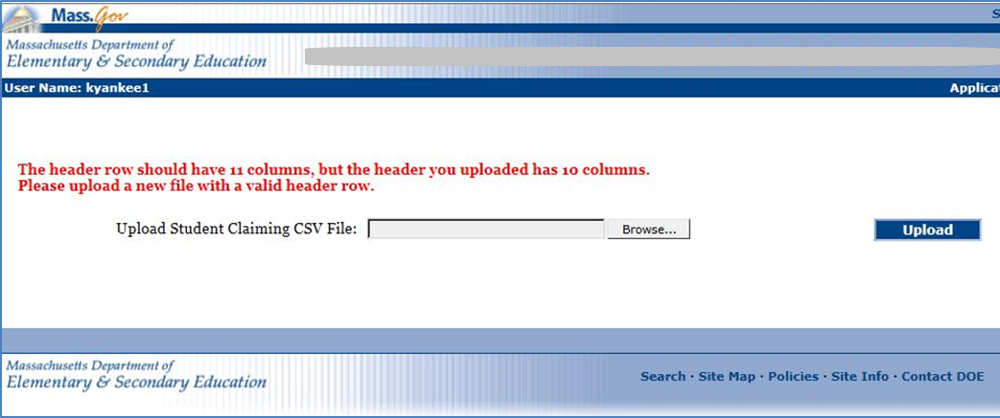 Mass.Gov
S
Massachusetts Department of
Elementary & Secondary Education
User Name: kyankee1 Applicat
The header row should have 11 columns, but the header you uploaded has 10 columns.
Please upload a new file with a valid header row.
Upload Student Claiming CSV File: Browse... Upload
Massachusetts Department of
Elementary & Secondary Education
Search · Site Map · Policies · Site Info · Contact DOE